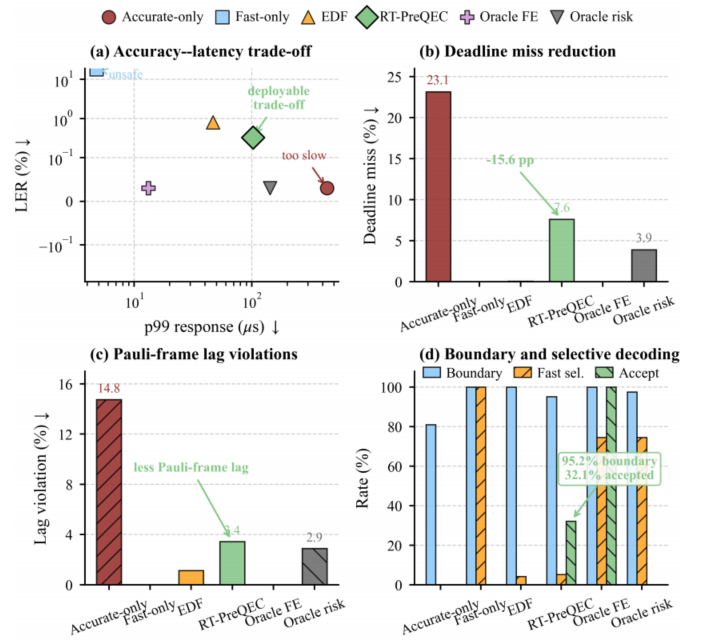 Accurate-only Fast-only EDF RT-PreQEC Oracle FE Oracle risk
(a) Accuracy--latency trade-off
10¹
10⁰
10⁻¹
0
−10⁻¹
LER (%) ↓
unsafe
deployable
trade-off
too slow
10¹ 10²
p99 response (μs) ↓
(b) Deadline miss reduction
25
20
15
10
5
0
Deadline miss (%) ↓
23.1
-15.6 pp
7.6
3.9
Accurate-only Fast-only EDF RT-PreQEC Oracle FE Oracle risk
(c) Pauli-frame lag violations
16
12
8
4
0
Lag violation (%) ↓
14.8
less Pauli-frame lag
3.4
2.9
Accurate-only Fast-only EDF RT-PreQEC Oracle FE Oracle risk
(d) Boundary and selective decoding
Boundary Fast sel. Accept
100
80
60
40
20
0
Rate (%)
95.2% boundary
32.1% accepted
Accurate-only Fast-only EDF RT-PreQEC Oracle FE Oracle risk